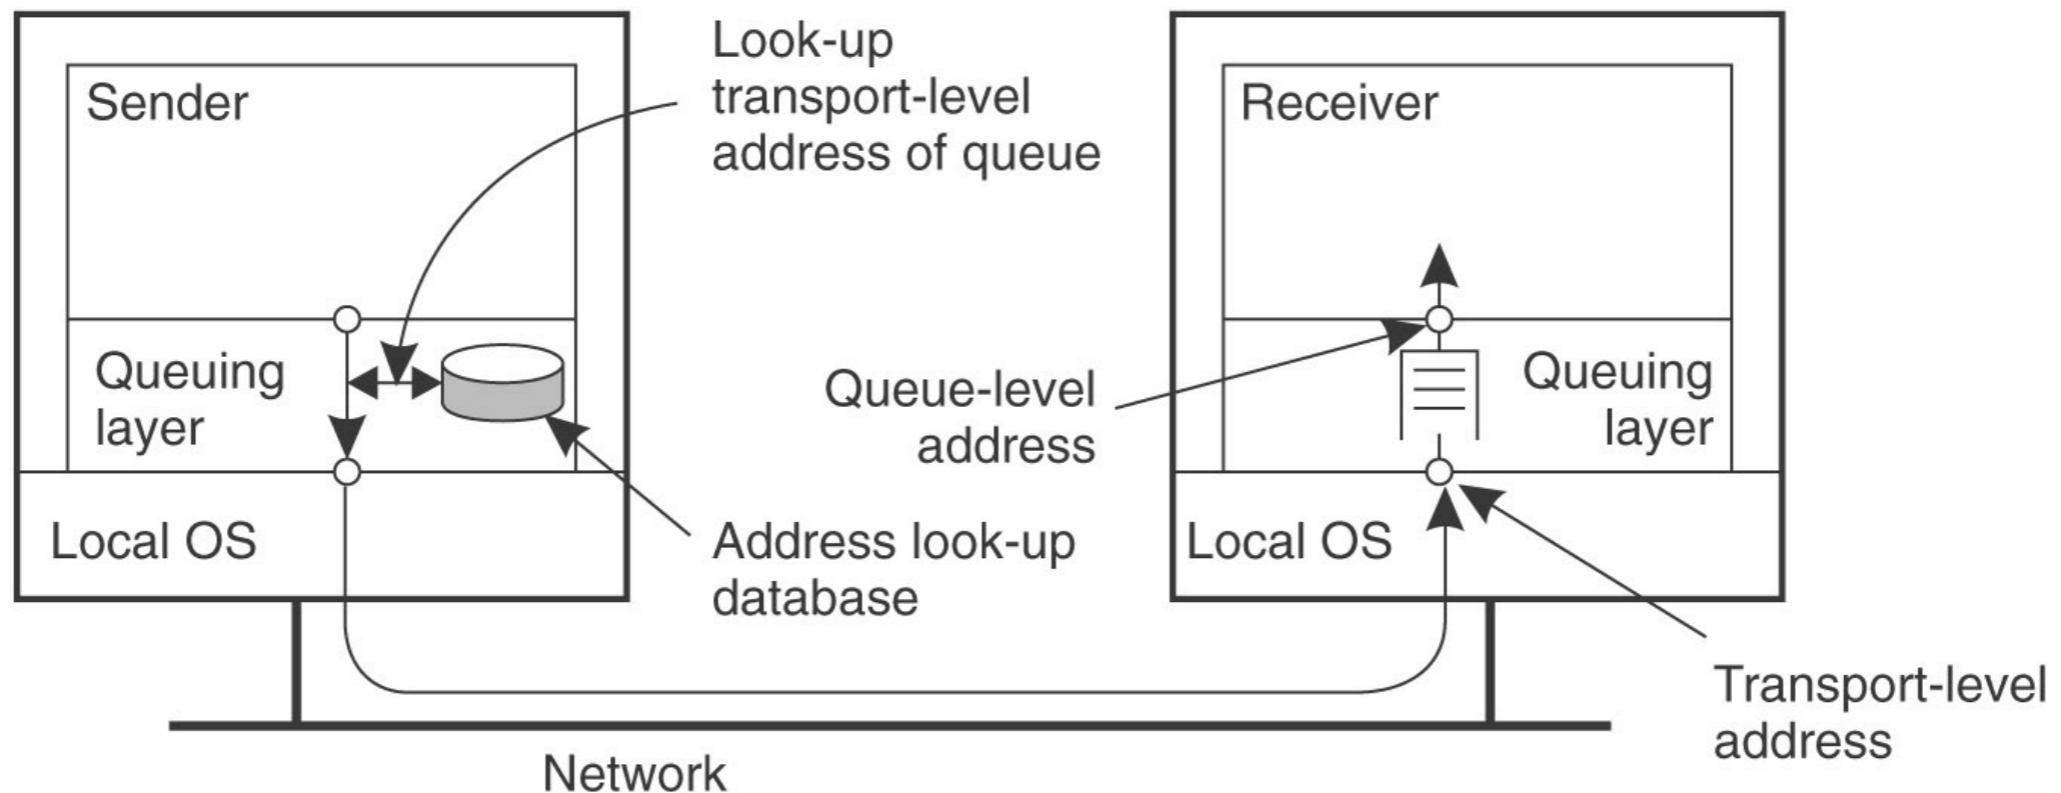 Sender
Look-up
transport-level
address of queue
Receiver
Queuing
layer
Queue-level
address
Queuing
layer
Local OS
Address look-up
database
Local OS
Transport-level
address
Network